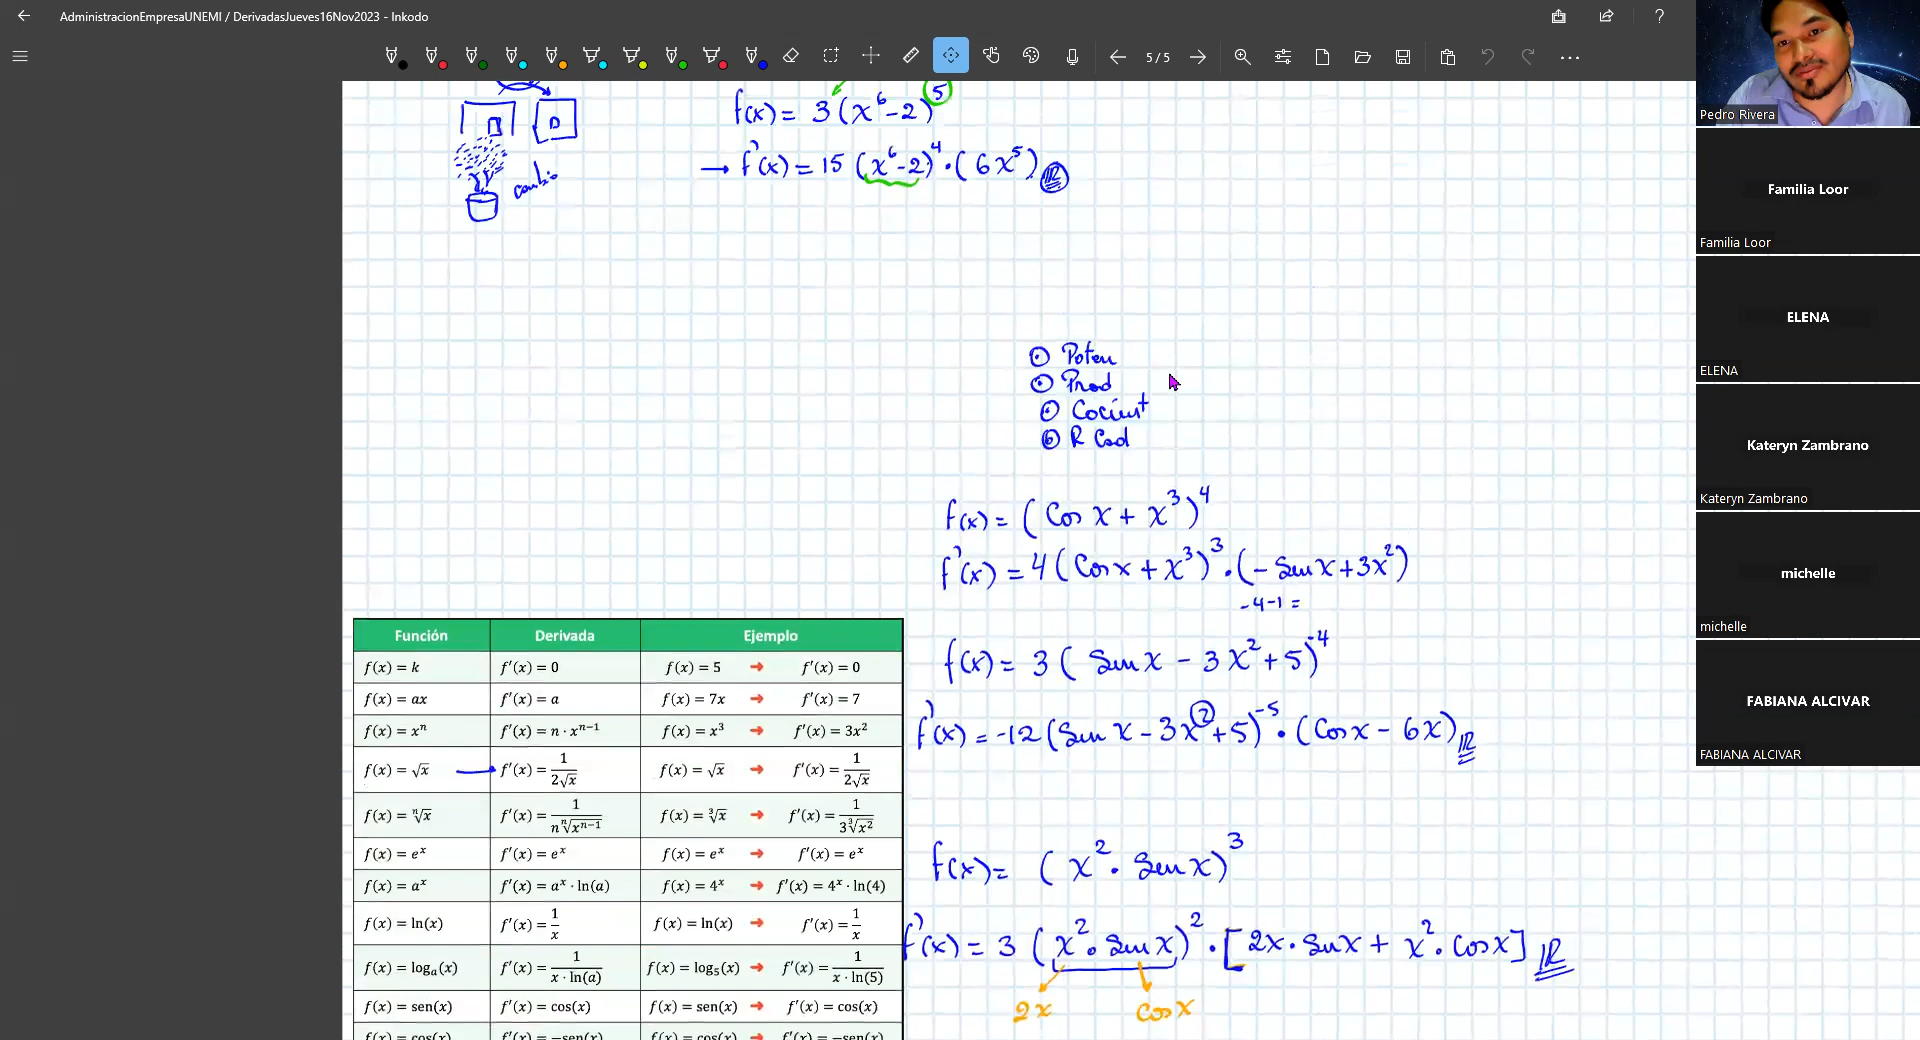 AdministracionEmpresaUNEMI / DerivadasJueves16Nov2023 - Inkodo
5/5
f(x) = 3(x⁶-2)⁵
→ f'(x) = 15(x⁶-2)⁴·(6x⁵)
D
Poten
Prod
Cocient
R Cad
f(x) = (Cos x + x³)⁴
f'(x) = 4(Cos x + x³)³·(-Sen x + 3x²)
-4-1=
f(x) = 3(Sen x - 3x² + 5)⁻⁴
f'(x) = -12(Sen x - 3x² + 5)⁻⁵·(Cos x - 6x)
f(x) = (x²·Sen x)³
f'(x) = 3(x²·Sen x)²·[2x·Sen x + x²·Cos x]
2x Cos x
Función Derivada Ejemplo
f(x) = k f'(x) = 0 f(x) = 5 ➜ f'(x) = 0
f(x) = ax f'(x) = a f(x) = 7x ➜ f'(x) = 7
f(x) = xⁿ f'(x) = n · xⁿ⁻¹ f(x) = x³ ➜ f'(x) = 3x²
f(x) = √x f'(x) = 1/(2√x) f(x) = √x ➜ f'(x) = 1/(2√x)
f(x) = ⁿ√x f'(x) = 1/(n ⁿ√xⁿ⁻¹) f(x) = ³√x ➜ f'(x) = 1/(3 ³√x²)
f(x) = eˣ f'(x) = eˣ f(x) = eˣ ➜ f'(x) = eˣ
f(x) = aˣ f'(x) = aˣ · ln(a) f(x) = 4ˣ ➜ f'(x) = 4ˣ · ln(4)
f(x) = ln(x) f'(x) = 1/x f(x) = ln(x) ➜ f'(x) = 1/x
f(x) = logₐ(x) f'(x) = 1/(x · ln(a)) f(x) = log₅(x) ➜ f'(x) = 1/(x · ln(5))
f(x) = sen(x) f'(x) = cos(x) f(x) = sen(x) ➜ f'(x) = cos(x)
f(x) = cos(x) f'(x) = −sen(x) f(x) = cos(x) ➜ f'(x) = −sen(x)
Pedro Rivera
Familia Loor
Familia Loor
ELENA
ELENA
Kateryn Zambrano
Kateryn Zambrano
michelle
michelle
FABIANA ALCIVAR
FABIANA ALCIVAR